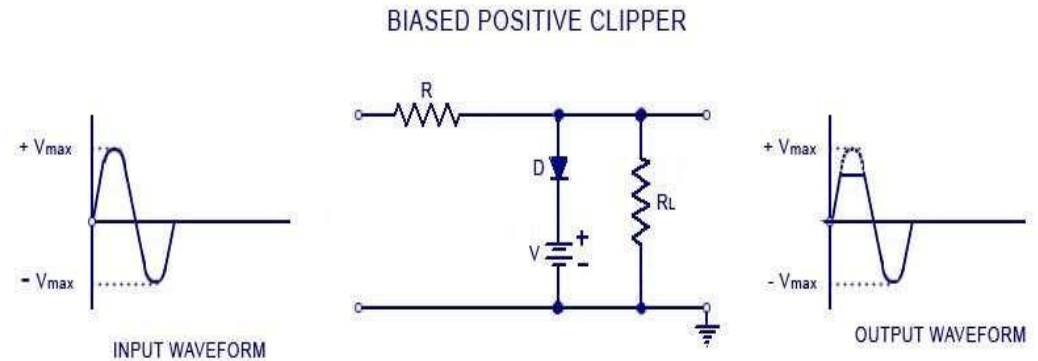 BIASED POSITIVE CLIPPER
R
+ Vmax
- Vmax
INPUT WAVEFORM
D
V
+
-
RL
+ Vmax
- Vmax
OUTPUT WAVEFORM